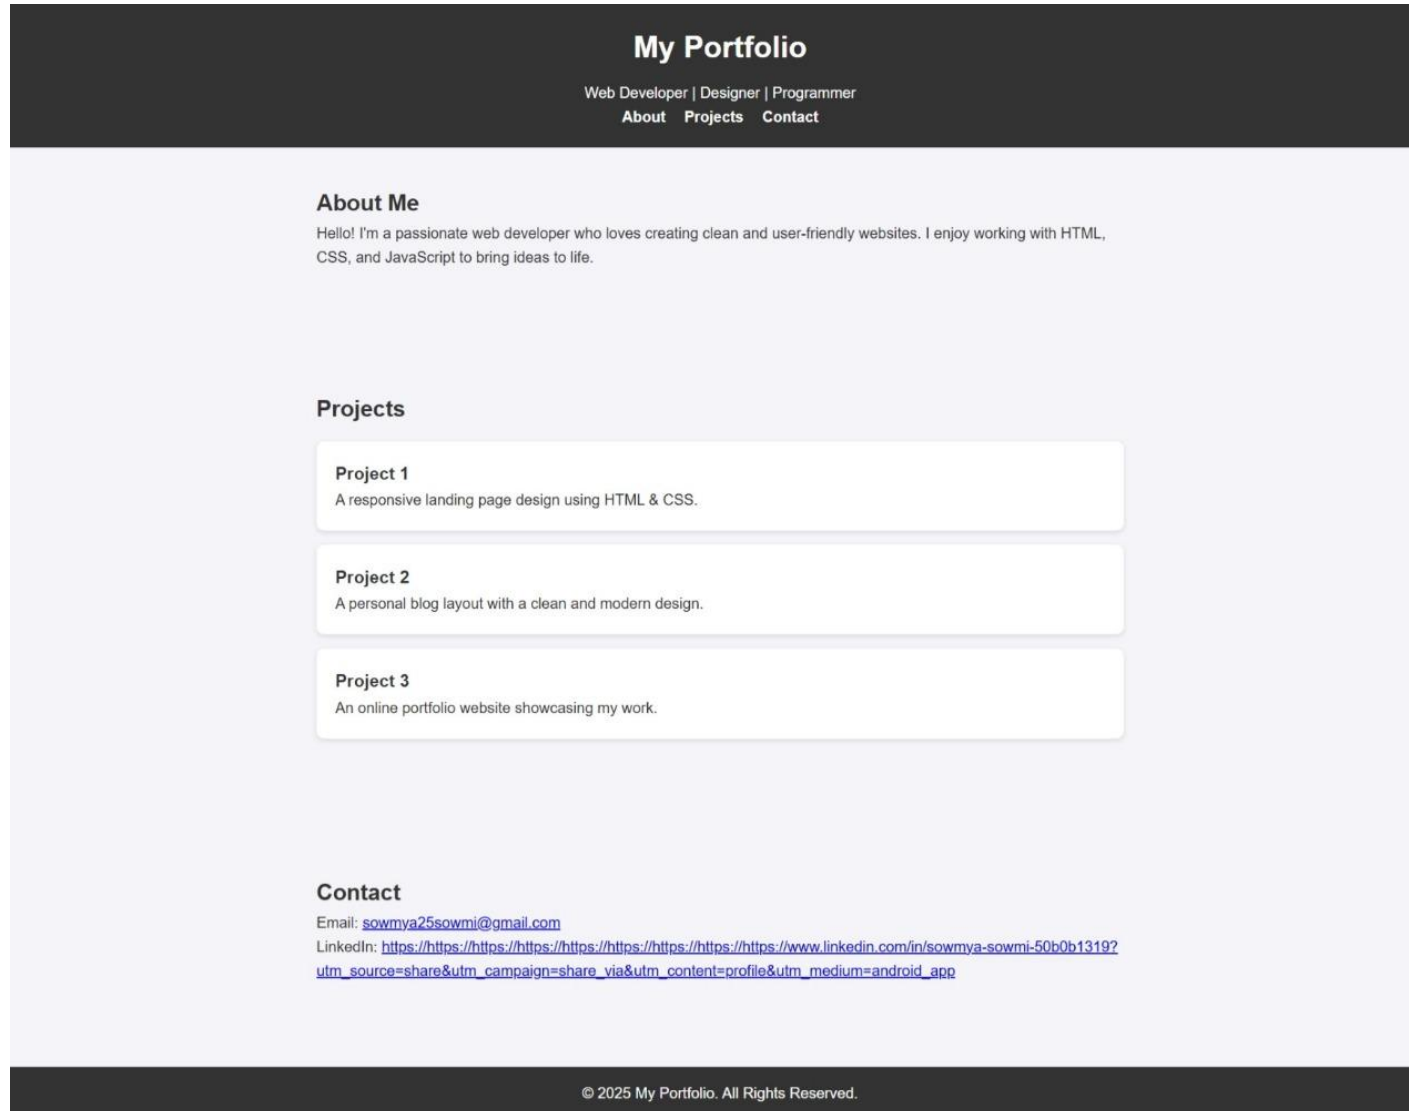 My Portfolio
Web Developer | Designer | Programmer
About Projects Contact
About Me
Hello! I'm a passionate web developer who loves creating clean and user-friendly websites. I enjoy working with HTML,
CSS, and JavaScript to bring ideas to life.
Projects
Project 1
A responsive landing page design using HTML & CSS.
Project 2
A personal blog layout with a clean and modern design.
Project 3
An online portfolio website showcasing my work.
Contact
Email: sowmya25sowmi@gmail.com
LinkedIn: https://https://https://https://https://https://https://https://https://www.linkedin.com/in/sowmya-sowmi-50b0b1319?
utm_source=share&utm_campaign=share_via&utm_content=profile&utm_medium=android_app
© 2025 My Portfolio. All Rights Reserved.